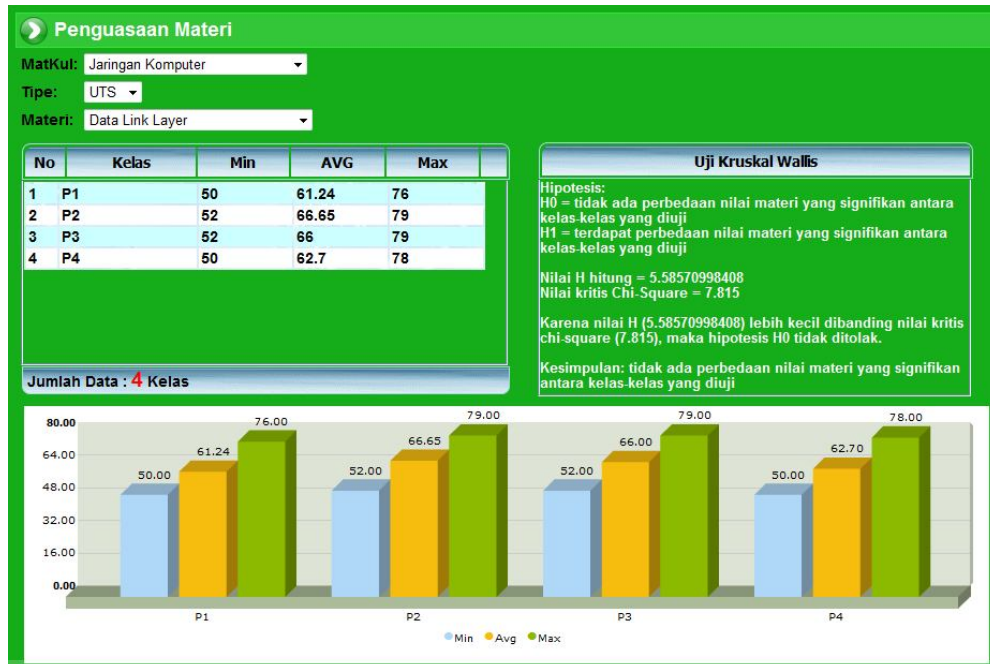 Penguasaan Materi
MatKul: Jaringan Komputer
Tipe: UTS
Materi: Data Link Layer
No Kelas Min AVG Max
1 P1 50 61.24 76
2 P2 52 66.65 79
3 P3 52 66 79
4 P4 50 62.7 78
Jumlah Data : 4 Kelas
Uji Kruskal Wallis
Hipotesis:
H0 = tidak ada perbedaan nilai materi yang signifikan antara
kelas-kelas yang diuji
H1 = terdapat perbedaan nilai materi yang signifikan antara
kelas-kelas yang diuji
Nilai H hitung = 5.58570998408
Nilai kritis Chi-Square = 7.815
Karena nilai H (5.58570998408) lebih kecil dibanding nilai kritis
chi-square (7.815), maka hipotesis H0 tidak ditolak.
Kesimpulan: tidak ada perbedaan nilai materi yang signifikan
antara kelas-kelas yang diuji
80.00
64.00
48.00
32.00
16.00
0.00
50.00 61.24 76.00
52.00 66.65 79.00
52.00 66.00 79.00
50.00 62.70 78.00
P1 P2 P3 P4
Min Avg Max